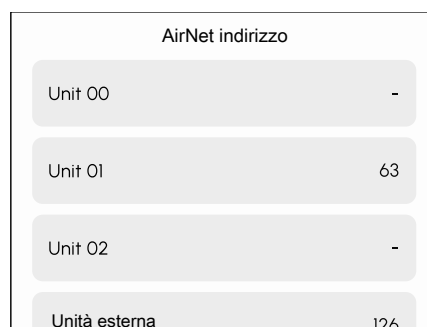 AirNet indirizzo
Unit 00 -
Unit 01 63
Unit 02 -
Unità esterna 126